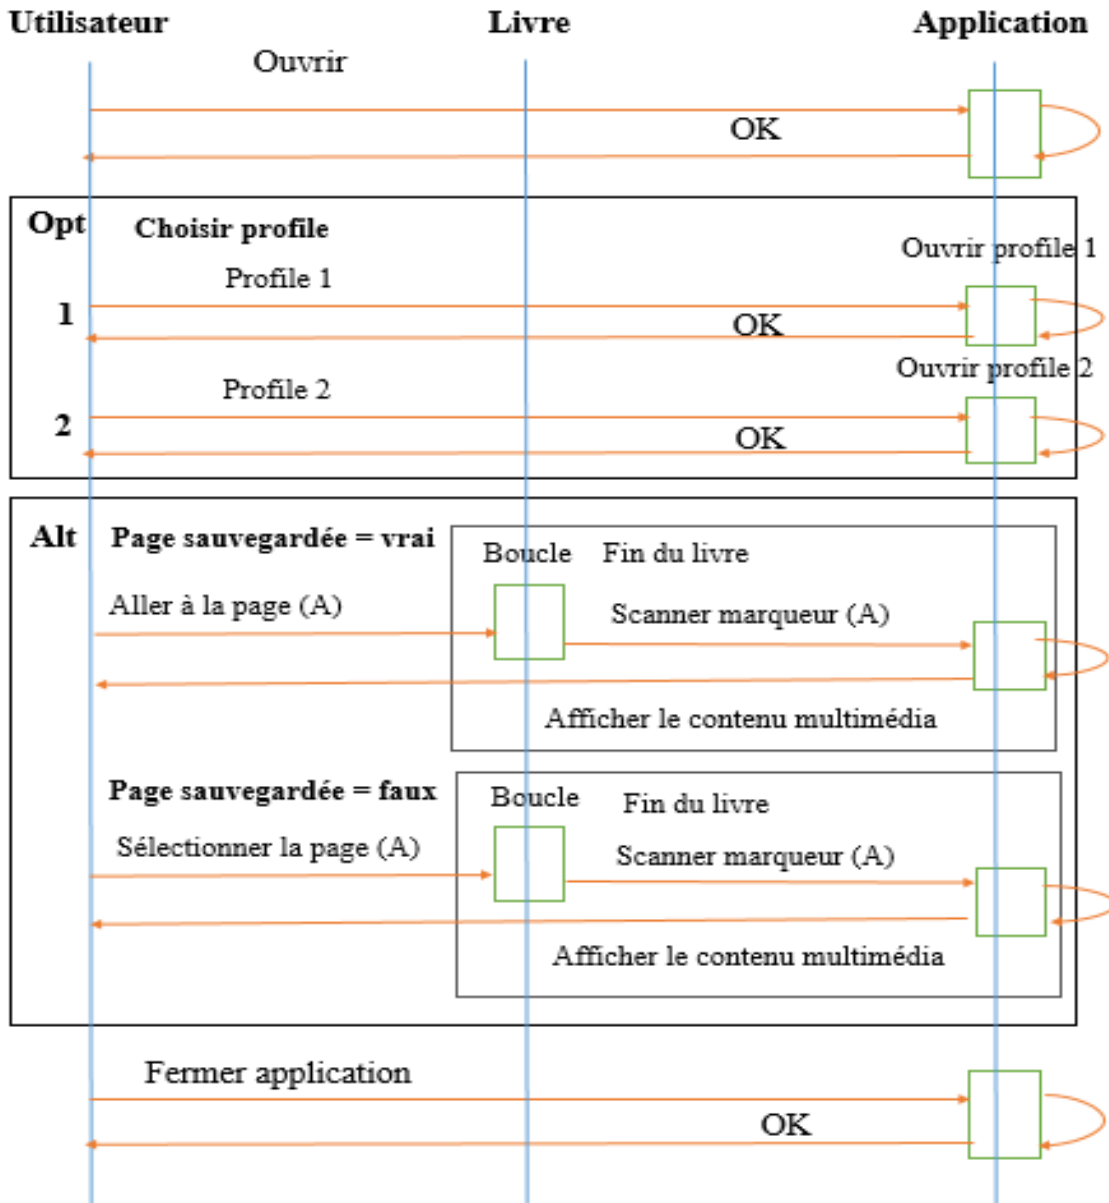 Utilisateur
Livre
Application
Ouvrir
OK
Opt
Choisir profile
Ouvrir profile 1
Profile 1
1
OK
Ouvrir profile 2
Profile 2
2
OK
Alt
Page sauvegardée = vrai
Boucle
Fin du livre
Aller à la page (A)
Scanner marqueur (A)
Afficher le contenu multimédia
Page sauvegardée = faux
Boucle
Fin du livre
Sélectionner la page (A)
Scanner marqueur (A)
Afficher le contenu multimédia
Fermer application
OK